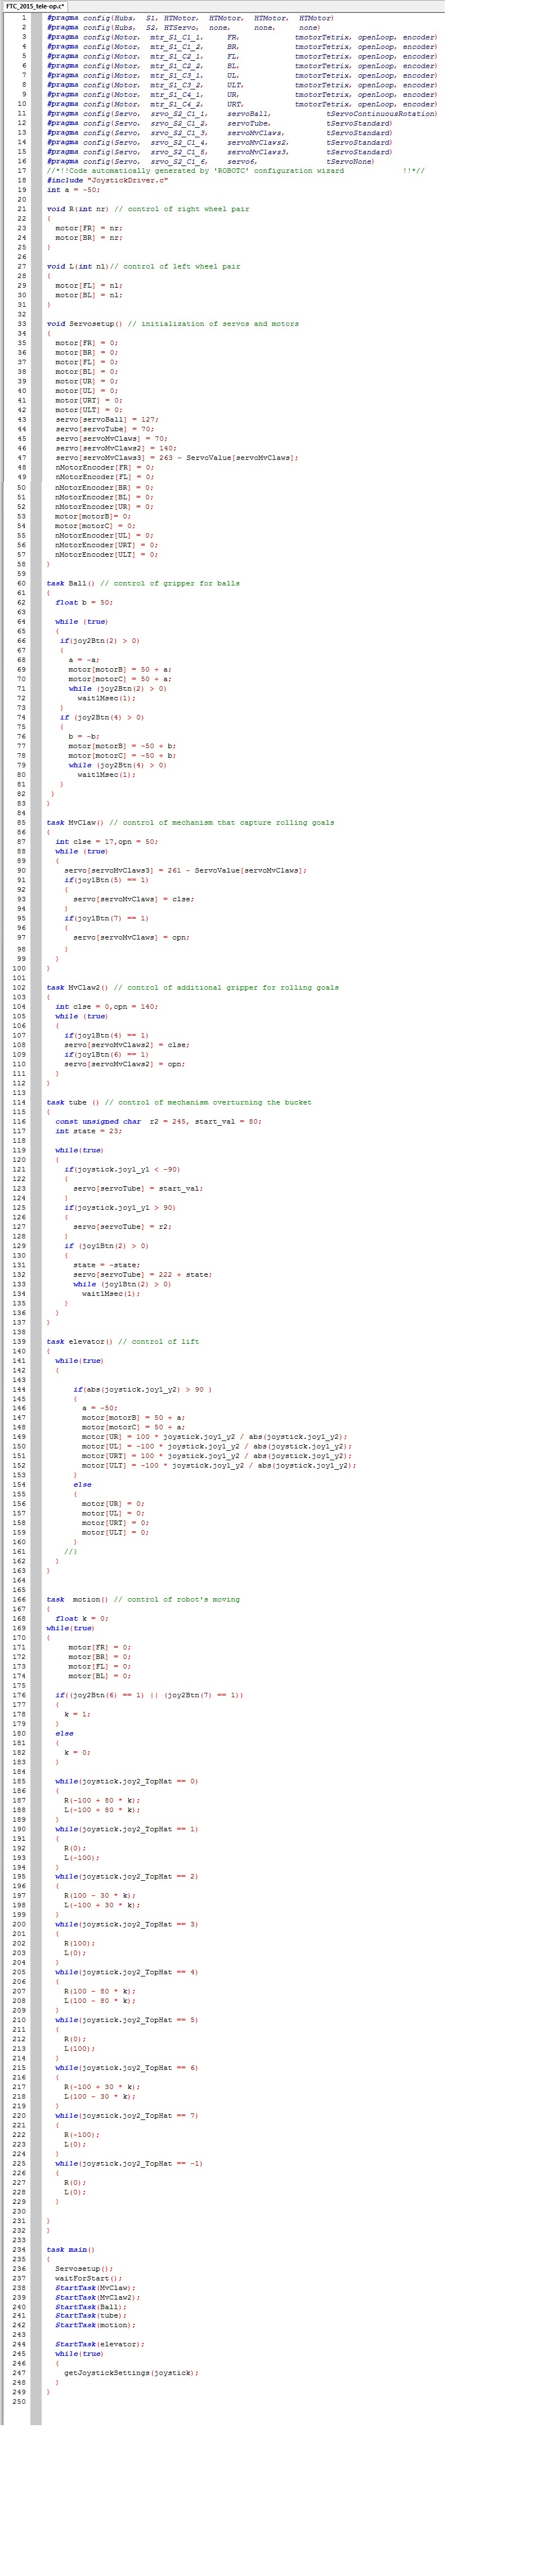 FTC_2015_tele-op.c*
1 #pragma config(Hubs, S1, HTMotor, HTMotor, HTMotor, HTMotor)
2 #pragma config(Hubs, S2, HTServo, none, none, none)
3 #pragma config(Motor, mtr_S1_C1_1, FR, tmotorTetrix, openLoop, encoder)
4 #pragma config(Motor, mtr_S1_C1_2, BR, tmotorTetrix, openLoop, encoder)
5 #pragma config(Motor, mtr_S1_C2_1, FL, tmotorTetrix, openLoop, encoder)
6 #pragma config(Motor, mtr_S1_C2_2, BL, tmotorTetrix, openLoop, encoder)
7 #pragma config(Motor, mtr_S1_C3_1, UL, tmotorTetrix, openLoop, encoder)
8 #pragma config(Motor, mtr_S1_C3_2, ULT, tmotorTetrix, openLoop, encoder)
9 #pragma config(Motor, mtr_S1_C4_1, UR, tmotorTetrix, openLoop, encoder)
10 #pragma config(Motor, mtr_S1_C4_2, URT, tmotorTetrix, openLoop, encoder)
11 #pragma config(Servo, srvo_S2_C1_1, servoBall, tServoContinuousRotation)
12 #pragma config(Servo, srvo_S2_C1_2, servoTube, tServoStandard)
13 #pragma config(Servo, srvo_S2_C1_3, servoMvClaws, tServoStandard)
14 #pragma config(Servo, srvo_S2_C1_4, servoMvClaws2, tServoStandard)
15 #pragma config(Servo, srvo_S2_C1_5, servoMvClaws3, tServoStandard)
16 #pragma config(Servo, srvo_S2_C1_6, servo6, tServoNone)
17 //*!!Code automatically generated by 'ROBOTC' configuration wizard !!*//
18 #include "JoystickDriver.c"
19 int a = -50;
20
21 void R(int nr) // control of right wheel pair
22 {
23 motor[FR] = nr;
24 motor[BR] = nr;
25 }
26
27 void L(int nl)// control of left wheel pair
28 {
29 motor[FL] = nl;
30 motor[BL] = nl;
31 }
32
33 void Servosetup() // initialization of servos and motors
34 {
35 motor[FR] = 0;
36 motor[BR] = 0;
37 motor[FL] = 0;
38 motor[BL] = 0;
39 motor[UR] = 0;
40 motor[UL] = 0;
41 motor[URT] = 0;
42 motor[ULT] = 0;
43 servo[servoBall] = 127;
44 servo[servoTube] = 70;
45 servo[servoMvClaws] = 70;
46 servo[servoMvClaws2] = 140;
47 servo[servoMvClaws3] = 263 - ServoValue[servoMvClaws];
48 nMotorEncoder[FR] = 0;
49 nMotorEncoder[FL] = 0;
50 nMotorEncoder[BR] = 0;
51 nMotorEncoder[BL] = 0;
52 nMotorEncoder[UR] = 0;
53 motor[motorB]= 0;
54 motor[motorC] = 0;
55 nMotorEncoder[UL] = 0;
56 nMotorEncoder[URT] = 0;
57 nMotorEncoder[ULT] = 0;
58 }
59
60 task Ball() // control of gripper for balls
61 {
62 float b = 50;
63
64 while (true)
65 {
66 if(joy2Btn(2) > 0)
67 {
68 a = -a;
69 motor[motorB] = 50 + a;
70 motor[motorC] = 50 + a;
71 while (joy2Btn(2) > 0)
72 wait1Msec(1);
73 }
74 if (joy2Btn(4) > 0)
75 {
76 b = -b;
77 motor[motorB] = -50 + b;
78 motor[motorC] = -50 + b;
79 while (joy2Btn(4) > 0)
80 wait1Msec(1);
81 }
82 }
83 }
84
85 task MvClaw() // control of mechanism that capture rolling goals
86 {
87 int clse = 17,opn = 50;
88 while (true)
89 {
90 servo[servoMvClaws3] = 261 - ServoValue[servoMvClaws];
91 if(joy1Btn(5) == 1)
92 {
93 servo[servoMvClaws] = clse;
94 }
95 if(joy1Btn(7) == 1)
96 {
97 servo[servoMvClaws] = opn;
98 }
99 }
100 }
101
102 task MvClaw2() // control of additional gripper for rolling goals
103 {
104 int clse = 0,opn = 140;
105 while (true)
106 {
107 if(joy1Btn(4) == 1)
108 servo[servoMvClaws2] = clse;
109 if(joy1Btn(6) == 1)
110 servo[servoMvClaws2] = opn;
111 }
112 }
113
114 task tube () // control of mechanism overturning the bucket
115 {
116 const unsigned char r2 = 245, start_val = 80;
117 int state = 23;
118
119 while(true)
120 {
121 if(joystick.joy1_y1 < -90)
122 {
123 servo[servoTube] = start_val;
124 }
125 if(joystick.joy1_y1 > 90)
126 {
127 servo[servoTube] = r2;
128 }
129 if (joy1Btn(2) > 0)
130 {
131 state = -state;
132 servo[servoTube] = 222 + state;
133 while (joy1Btn(2) > 0)
134 wait1Msec(1);
135 }
136 }
137 }
138
139 task elevator() // control of lift
140 {
141 while(true)
142 {
143
144 if(abs(joystick.joy1_y2) > 90 )
145 {
146 a = -50;
147 motor[motorB] = 50 + a;
148 motor[motorC] = 50 + a;
149 motor[UR] = 100 * joystick.joy1_y2 / abs(joystick.joy1_y2);
150 motor[UL] = -100 * joystick.joy1_y2 / abs(joystick.joy1_y2);
151 motor[URT] = 100 * joystick.joy1_y2 / abs(joystick.joy1_y2);
152 motor[ULT] = -100 * joystick.joy1_y2 / abs(joystick.joy1_y2);
153 }
154 else
155 {
156 motor[UR] = 0;
157 motor[UL] = 0;
158 motor[URT] = 0;
159 motor[ULT] = 0;
160 }
161 //}
162 }
163 }
164
165
166 task motion() // control of robot's moving
167 {
168 float k = 0;
169 while(true)
170 {
171 motor[FR] = 0;
172 motor[BR] = 0;
173 motor[FL] = 0;
174 motor[BL] = 0;
175
176 if((joy2Btn(6) == 1) || (joy2Btn(7) == 1))
177 {
178 k = 1;
179 }
180 else
181 {
182 k = 0;
183 }
184
185 while(joystick.joy2_TopHat == 0)
186 {
187 R(-100 + 80 * k);
188 L(-100 + 80 * k);
189 }
190 while(joystick.joy2_TopHat == 1)
191 {
192 R(0);
193 L(-100);
194 }
195 while(joystick.joy2_TopHat == 2)
196 {
197 R(100 - 30 * k);
198 L(-100 + 30 * k);
199 }
200 while(joystick.joy2_TopHat == 3)
201 {
202 R(100);
203 L(0);
204 }
205 while(joystick.joy2_TopHat == 4)
206 {
207 R(100 - 80 * k);
208 L(100 - 80 * k);
209 }
210 while(joystick.joy2_TopHat == 5)
211 {
212 R(0);
213 L(100);
214 }
215 while(joystick.joy2_TopHat == 6)
216 {
217 R(-100 + 30 * k);
218 L(100 - 30 * k);
219 }
220 while(joystick.joy2_TopHat == 7)
221 {
222 R(-100);
223 L(0);
224 }
225 while(joystick.joy2_TopHat == -1)
226 {
227 R(0);
228 L(0);
229 }
230
231 }
232 }
233
234 task main()
235 {
236 Servosetup();
237 waitForStart();
238 StartTask(MvClaw);
239 StartTask(MvClaw2);
240 StartTask(Ball);
241 StartTask(tube);
242 StartTask(motion);
243
244 StartTask(elevator);
245 while(true)
246 {
247 getJoystickSettings(joystick);
248 }
249 }
250